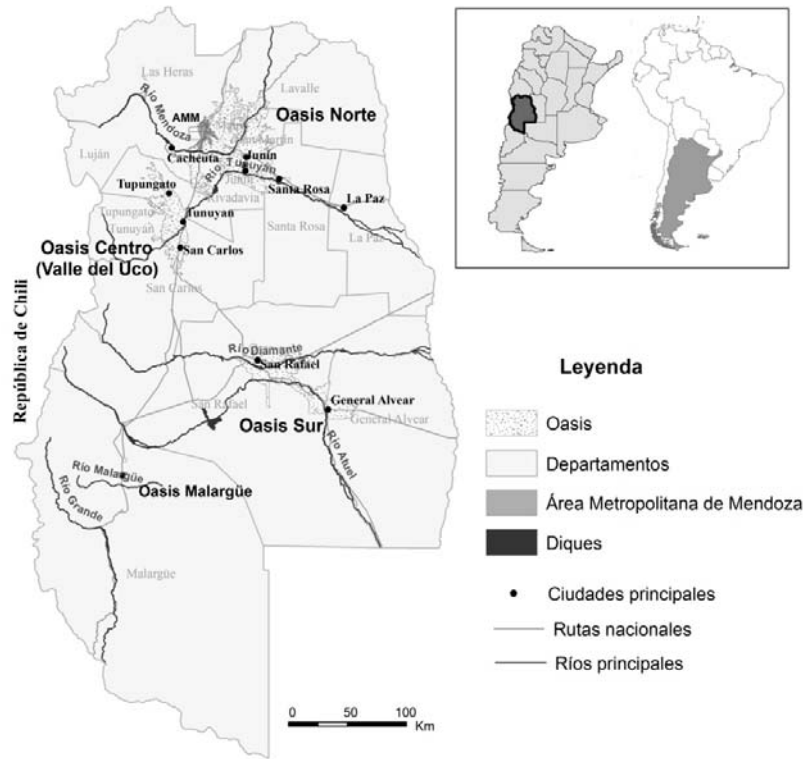 Las Heras
Lavalle
Río Mendoza
AMM
Oasis Norte
Luján
Cacheuta
Junín
Río Tunuyán
Tupungato
Santa Rosa
Rivadavia
La Paz
Tupungato
Tunuyán
Tunuyan
Santa Rosa
La Paz
Oasis Centro
(Valle del Uco)
San Carlos
San Carlos
República de Chili
Río Diamante
San Rafael
General Alvear
San Rafael
General Alvear
Oasis Sur
Río Atuel
Río Malargüe
Oasis Malargüe
Río Grande
Malargüe
0 50 100
Km
Leyenda
Oasis
Departamentos
Área Metropolitana de Mendoza
Diques
Ciudades principales
Rutas nacionales
Ríos principales